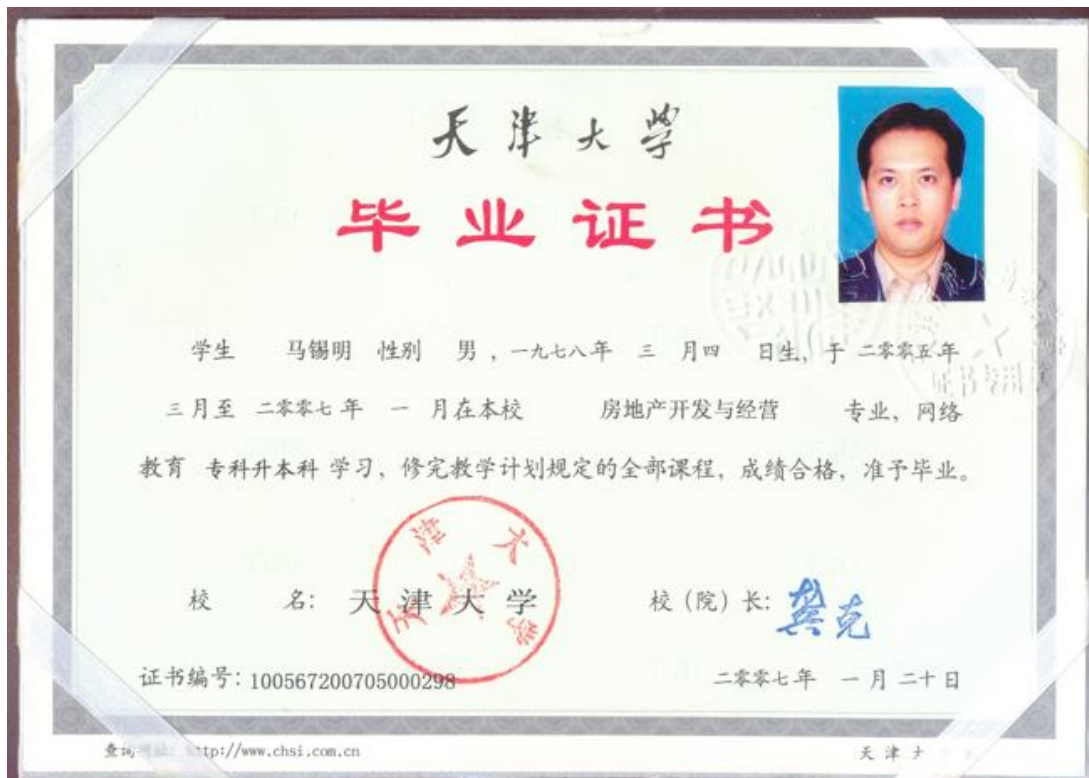 天津大学
毕业证书
学生 马锡明 性别 男 ，一九七八年 三 月四 日生，于 二零零五年
三月至 二零零七年 一 月在本校 房地产开发与经营 专业，网络
教育 专科升本科 学习，修完教学计划规定的全部课程，成绩合格，准予毕业。
天津大学
校 名：天津大学 校（院）长：龚克
证书编号：100567200705000298 二零零七年 一月二十日
查询 http://www.chsi.com.cn 天津